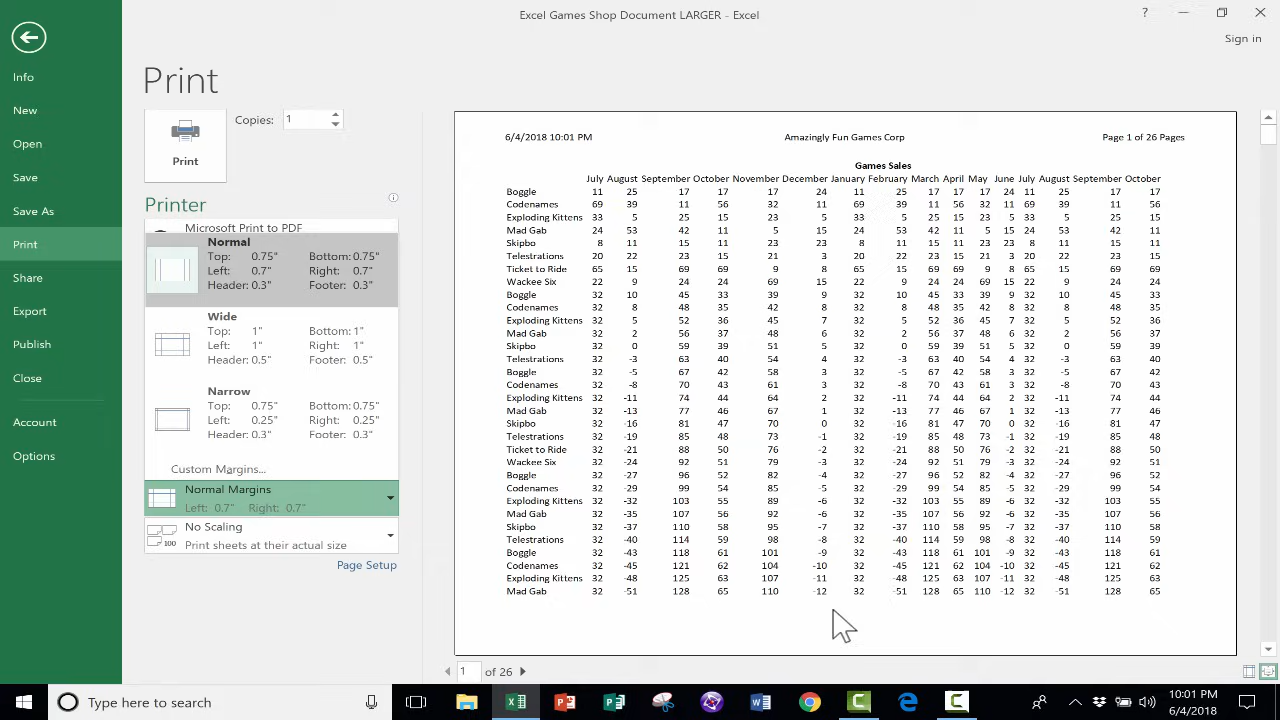 Excel Games Shop Document LARGER - Excel
?
Sign in
Info
New
Open
Save
Save As
Print
Share
Export
Publish
Close
Account
Options
Print
Print
Copies: 1
Printer
Microsoft Print to PDF
Normal
Top: 0.75" Bottom: 0.75"
Left: 0.7" Right: 0.7"
Header: 0.3" Footer: 0.3"
Wide
Top: 1" Bottom: 1"
Left: 1" Right: 1"
Header: 0.5" Footer: 0.5"
Narrow
Top: 0.75" Bottom: 0.75"
Left: 0.25" Right: 0.25"
Header: 0.3" Footer: 0.3"
Custom Margins...
Normal Margins
Left: 0.7" Right: 0.7"
No Scaling
100 Print sheets at their actual size
Page Setup
6/4/2018 10:01 PM Amazingly Fun Games Corp Page 1 of 26 Pages
Games Sales
July August September October November December January February March April May June July August September October
Boggle 11 25 17 17 17 24 11 25 17 17 17 24 11 25 17 17
Codenames 69 39 11 56 32 11 69 39 11 56 32 11 69 39 11 56
Exploding Kittens 33 5 25 15 23 5 33 5 25 15 23 5 33 5 25 15
Mad Gab 24 53 42 11 5 15 24 53 42 11 5 15 24 53 42 11
Skipbo 8 11 15 11 23 23 8 11 15 11 23 23 8 11 15 11
Telestrations 20 22 23 15 21 3 20 22 23 15 21 3 20 22 23 15
Ticket to Ride 65 15 69 69 9 8 65 15 69 69 9 8 65 15 69 69
Wackee Six 22 9 24 24 69 15 22 9 24 24 69 15 22 9 24 24
Boggle 32 10 45 33 39 9 32 10 45 33 39 9 32 10 45 33
Codenames 32 8 48 35 42 8 32 8 48 35 42 8 32 8 48 35
Exploding Kittens 32 5 52 36 45 7 32 5 52 36 45 7 32 5 52 36
Mad Gab 32 2 56 37 48 6 32 2 56 37 48 6 32 2 56 37
Skipbo 32 0 59 39 51 5 32 0 59 39 51 5 32 0 59 39
Telestrations 32 -3 63 40 54 4 32 -3 63 40 54 4 32 -3 63 40
Boggle 32 -5 67 42 58 3 32 -5 67 42 58 3 32 -5 67 42
Codenames 32 -8 70 43 61 3 32 -8 70 43 61 3 32 -8 70 43
Exploding Kittens 32 -11 74 44 64 2 32 -11 74 44 64 2 32 -11 74 44
Mad Gab 32 -13 77 46 67 1 32 -13 77 46 67 1 32 -13 77 46
Skipbo 32 -16 81 47 70 0 32 -16 81 47 70 0 32 -16 81 47
Telestrations 32 -19 85 48 73 -1 32 -19 85 48 73 -1 32 -19 85 48
Ticket to Ride 32 -21 88 50 76 -2 32 -21 88 50 76 -2 32 -21 88 50
Wackee Six 32 -24 92 51 79 -3 32 -24 92 51 79 -3 32 -24 92 51
Boggle 32 -27 96 52 82 -4 32 -27 96 52 82 -4 32 -27 96 52
Codenames 32 -29 99 54 85 -5 32 -29 99 54 85 -5 32 -29 99 54
Exploding Kittens 32 -32 103 55 89 -6 32 -32 103 55 89 -6 32 -32 103 55
Mad Gab 32 -35 107 56 92 -6 32 -35 107 56 92 -6 32 -35 107 56
Skipbo 32 -37 110 58 95 -7 32 -37 110 58 95 -7 32 -37 110 58
Telestrations 32 -40 114 59 98 -8 32 -40 114 59 98 -8 32 -40 114 59
Boggle 32 -43 118 61 101 -9 32 -43 118 61 101 -9 32 -43 118 61
Codenames 32 -45 121 62 104 -10 32 -45 121 62 104 -10 32 -45 121 62
Exploding Kittens 32 -48 125 63 107 -11 32 -48 125 63 107 -11 32 -48 125 63
Mad Gab 32 -51 128 65 110 -12 32 -51 128 65 110 -12 32 -51 128 65
1 of 26
Type here to search
10:01 PM
6/4/2018